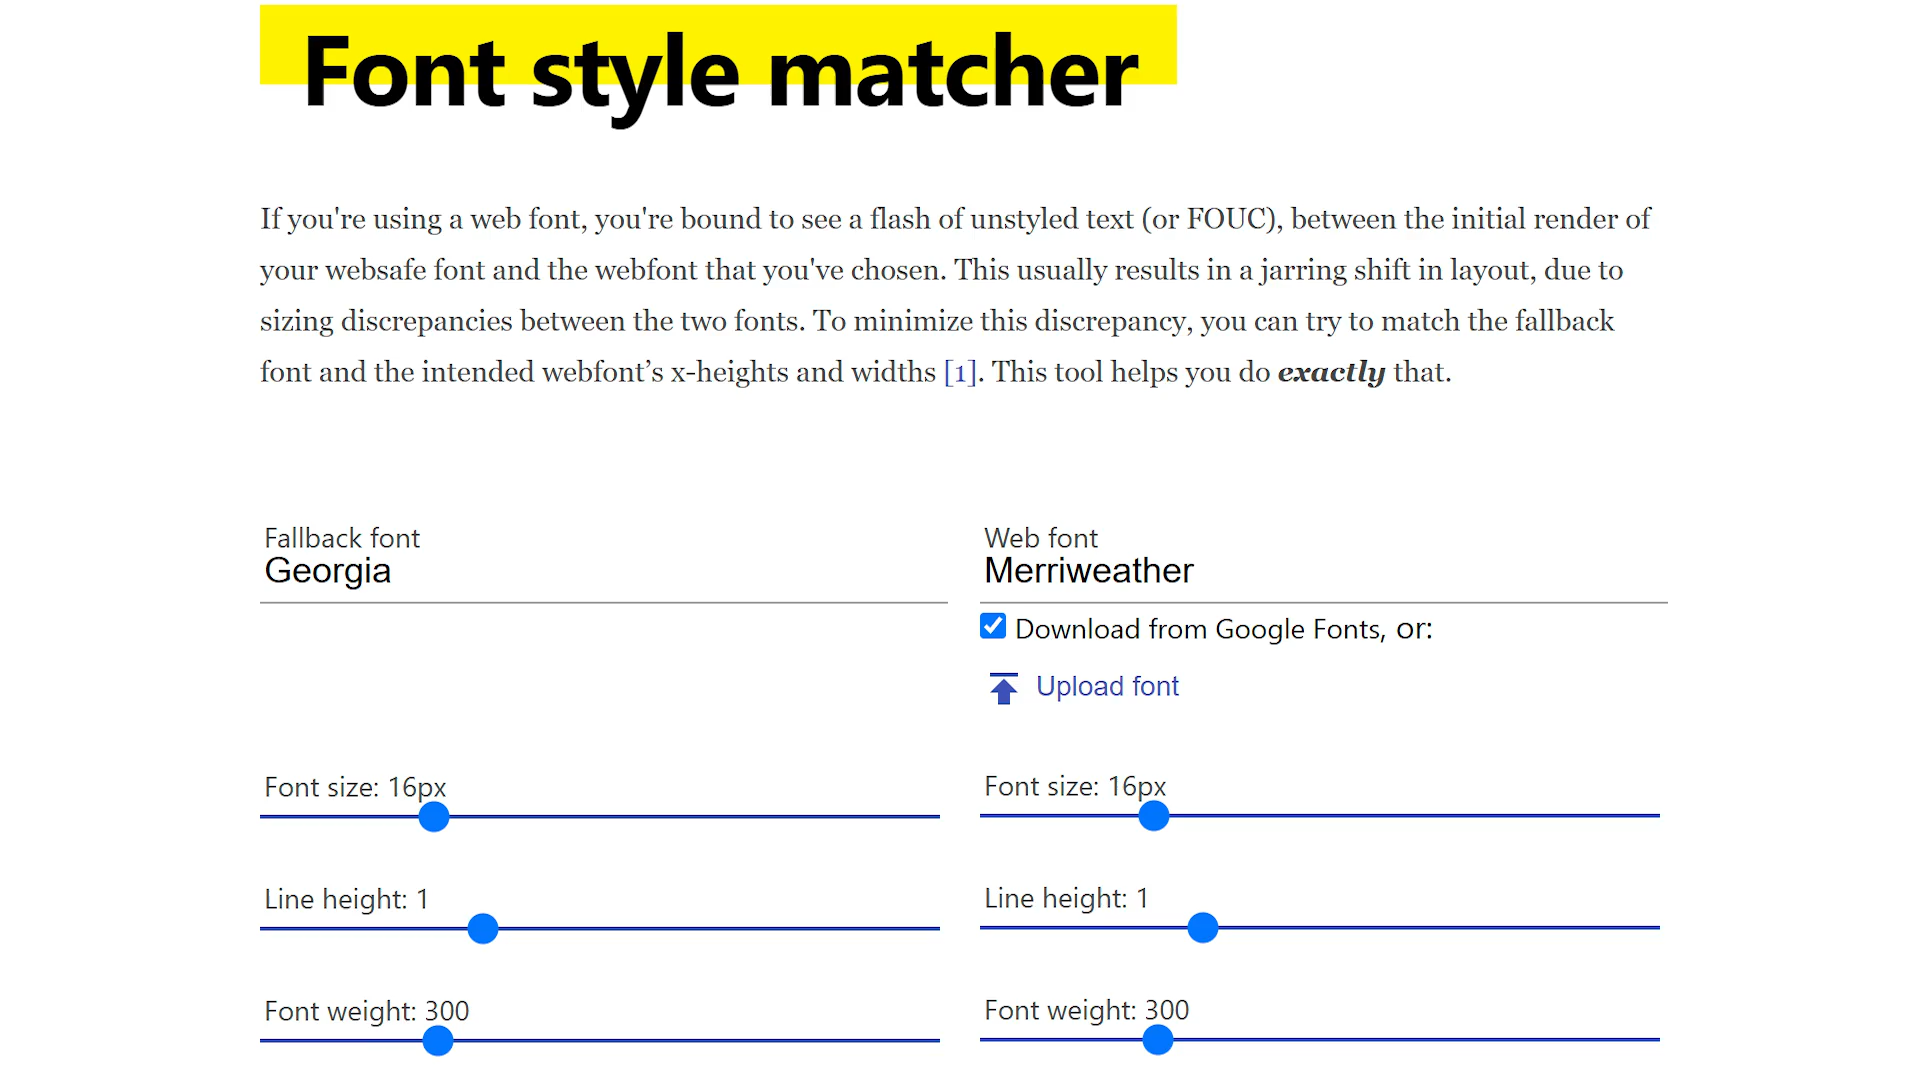 Font style matcher
If you're using a web font, you're bound to see a flash of unstyled text (or FOUC), between the initial render of
your websafe font and the webfont that you've chosen. This usually results in a jarring shift in layout, due to
sizing discrepancies between the two fonts. To minimize this discrepancy, you can try to match the fallback
font and the intended webfont’s x-heights and widths [1]. This tool helps you do exactly that.
Fallback font
Georgia
Web font
Merriweather
Download from Google Fonts, or:
Upload font
Font size: 16px
Font size: 16px
Line height: 1
Line height: 1
Font weight: 300
Font weight: 300